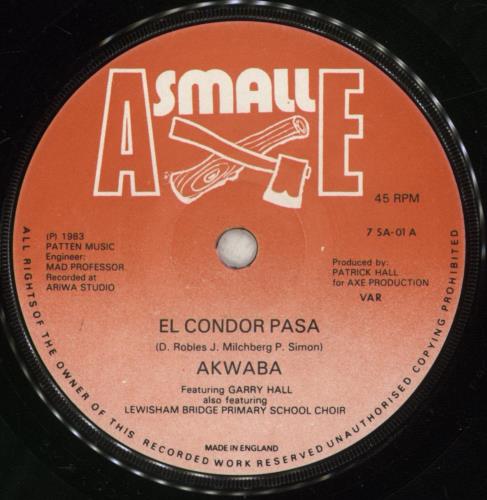 SMALL
AXE
45 RPM
(P) 1983
PATTEN MUSIC
Engineer:
MAD PROFESSOR
Recorded at
ARIWA STUDIO
7 SA-01 A
Produced by:
PATRICK HALL
for AXE PRODUCTION
VAR
EL CONDOR PASA
(D. Robles J. Milchberg P. Simon)
AKWABA
Featuring GARRY HALL
also featuring
LEWISHAM BRIDGE PRIMARY SCHOOL CHOIR
MADE IN ENGLAND
ALL RIGHTS OF THE OWNER OF THIS RECORDED WORK RESERVED UNAUTHORISED COPYING PROHIBITED